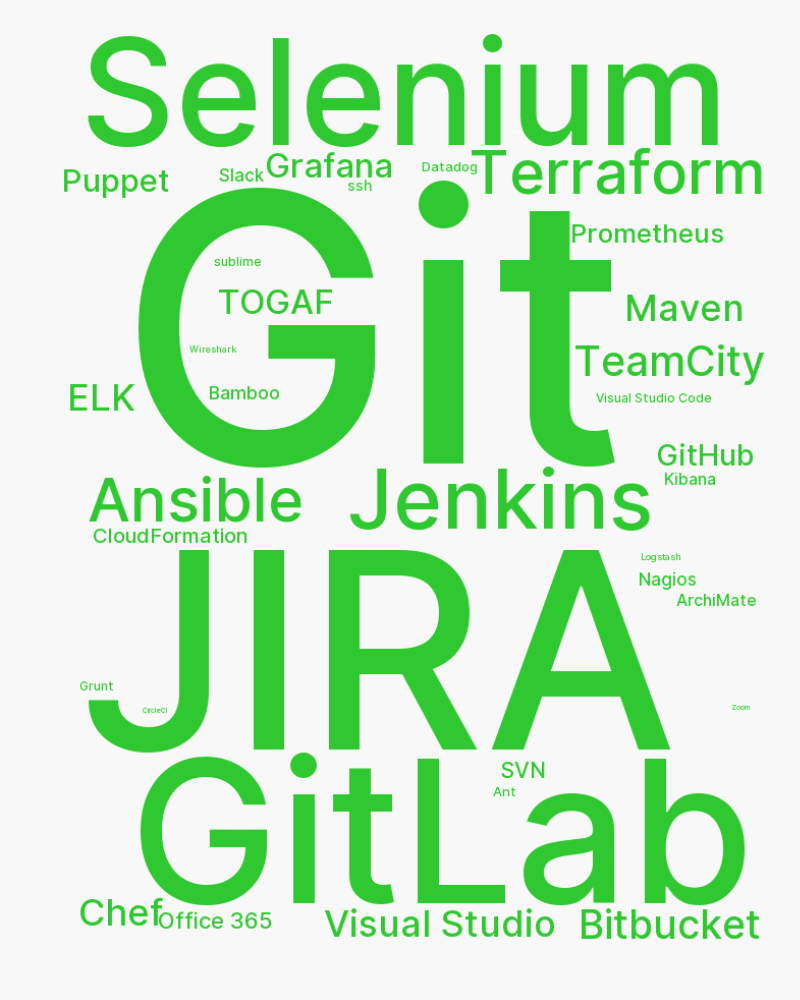 Selenium
Puppet
Slack
Grafana
ssh
Datadog
Terraform
Git
Prometheus
sublime
TOGAF
Maven
Wireshark
TeamCity
ELK
Bamboo
Visual Studio Code
GitHub
Kibana
Ansible
Jenkins
CloudFormation
JIRA
Logstash
Nagios
ArchiMate
Grunt
CircleCI
Zoom
GitLab
SVN
Ant
Chef
Office 365
Visual Studio
Bitbucket